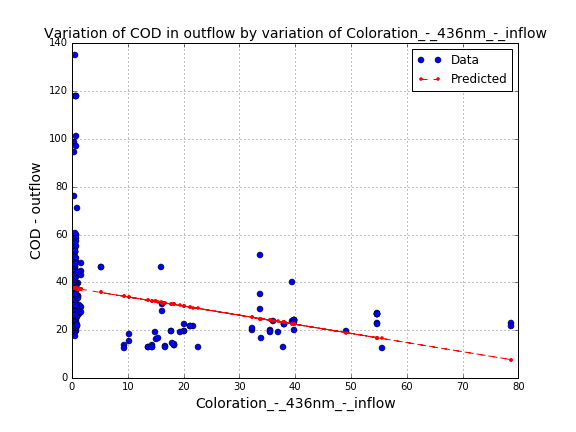 Variation of COD in outflow by variation of Coloration_-_436nm_-_inflow
140
120
100
80
60
40
20
0
COD - outflow
Data
Predicted
0 10 20 30 40 50 60 70 80
Coloration_-_436nm_-_inflow